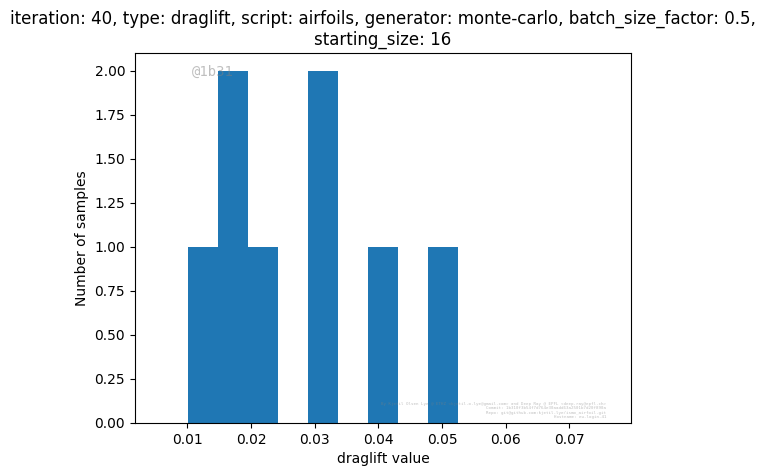 iteration: 40, type: draglift, script: airfoils, generator: monte-carlo, batch_size_factor: 0.5,
starting_size: 16
@1b31
2.00
1.75
1.50
1.25
1.00
0.75
0.50
0.25
0.00
Number of samples
0.01 0.02 0.03 0.04 0.05 0.06 0.07
draglift value